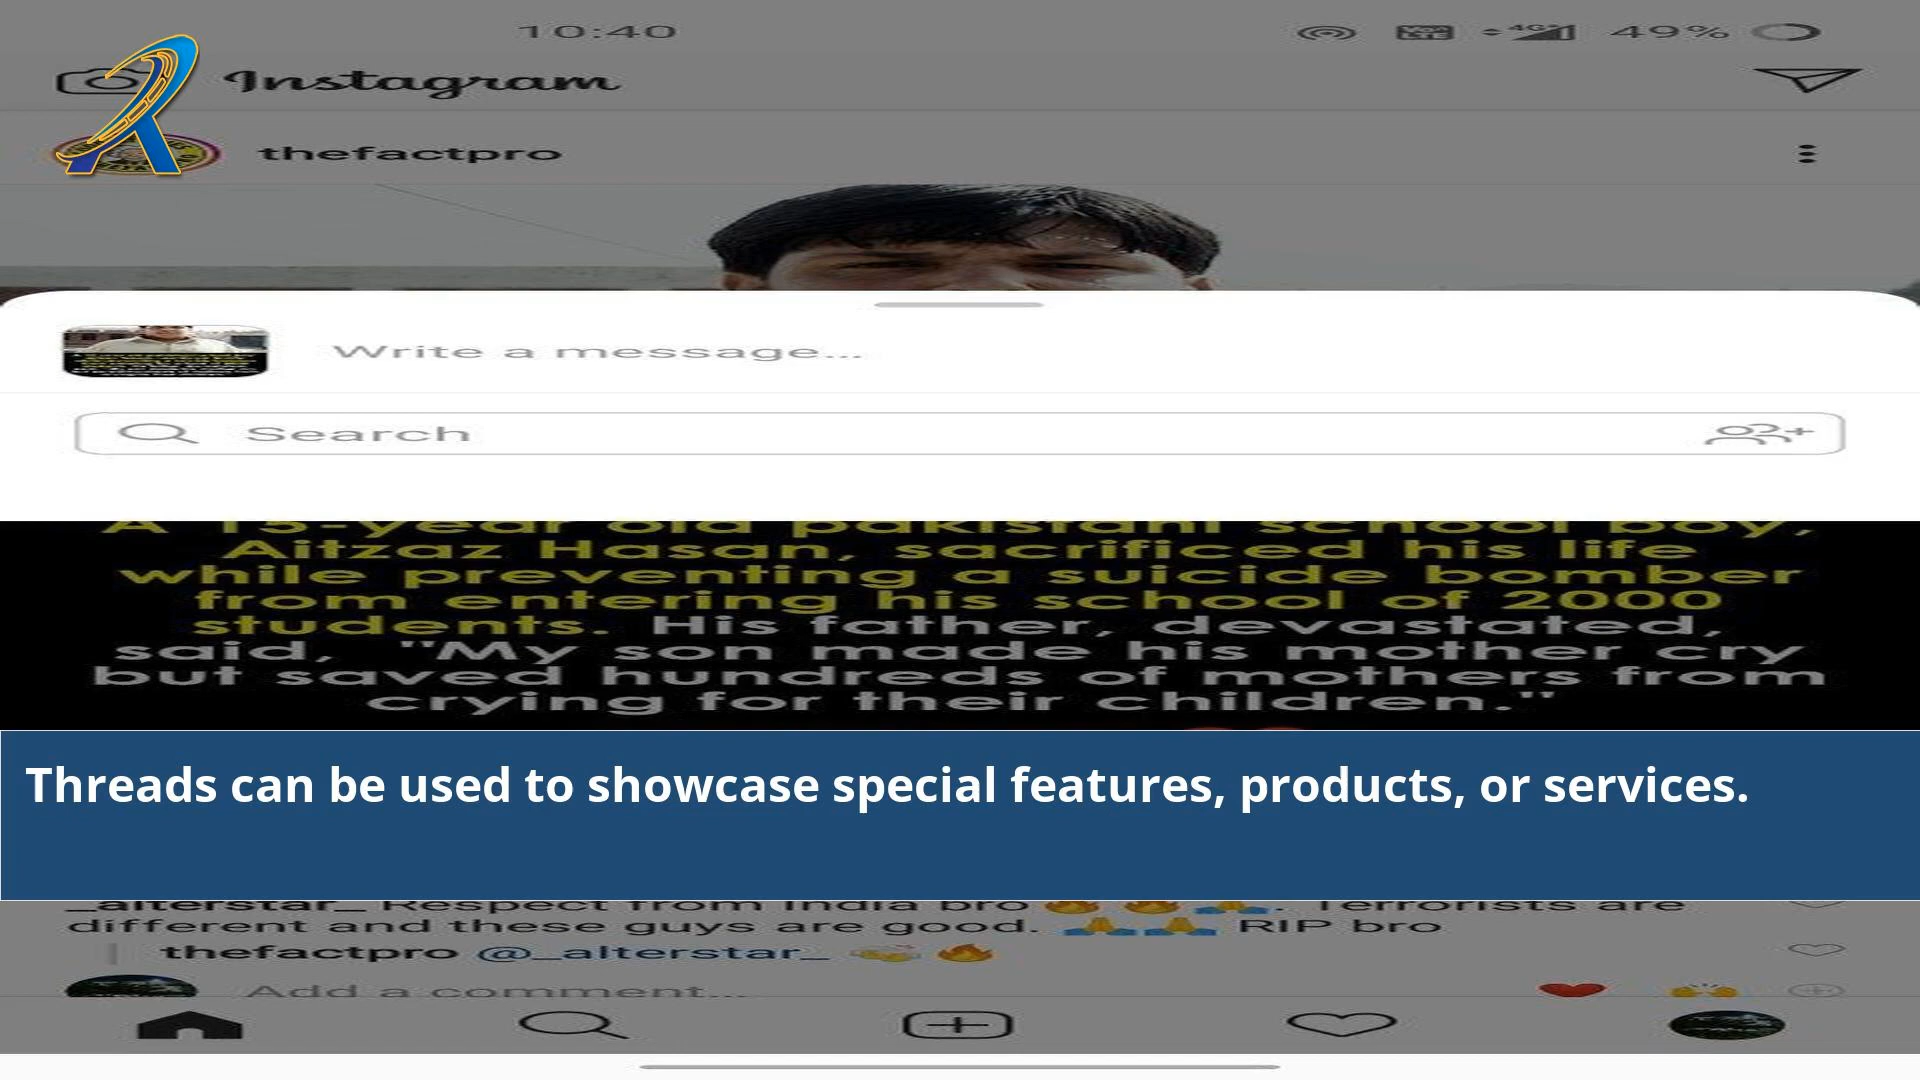 10:40
4G 49%
Instagram
thefactpro
Write a message...
Search
A 15-year old pakistani school boy,
Aitzaz Hasan, sacrificed his life
while preventing a suicide bomber
from entering his school of 2000
students. His father, devastated,
said, "My son made his mother cry
but saved hundreds of mothers from
crying for their children."
Threads can be used to showcase special features, products, or services.
_alterstar_ Respect from India bro 🔥🔥🙏. Terrorists are
different and these guys are good. 🙏🙏 RIP bro
thefactpro @_alterstar_ 👏🔥
Add a comment...